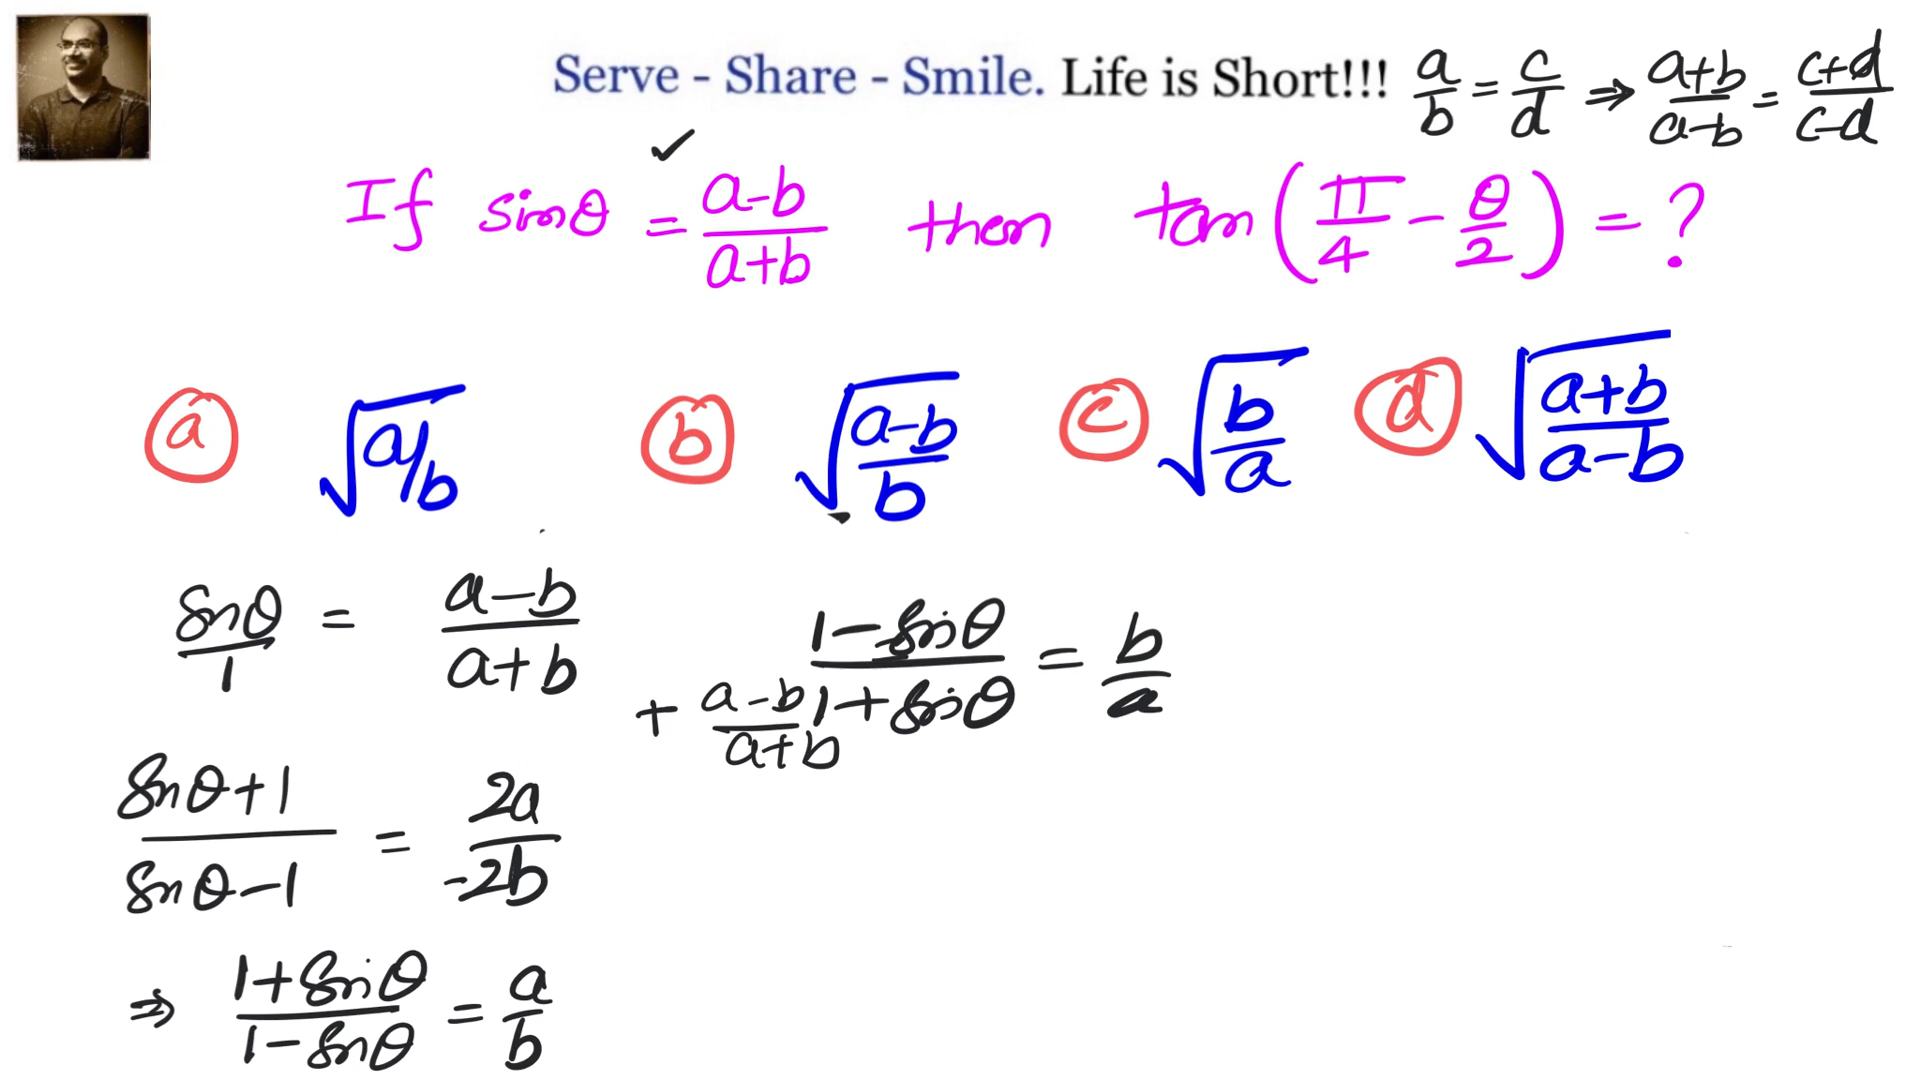 Serve - Share - Smile. Life is Short!!! a/b = c/d ⇒ a+b/a-b = c+d/c-d
If sinθ = a-b/a+b then tan(π/4 - θ/2) = ?
a √a/b b √a-b/b c √b/a d √a+b/a-b
sinθ/1 = a-b/a+b
1-sinθ/1+sinθ = b/a
+ a-b/a+b
sinθ+1/sinθ-1 = 2a/-2b
⇒ 1+sinθ/1-sinθ = a/b